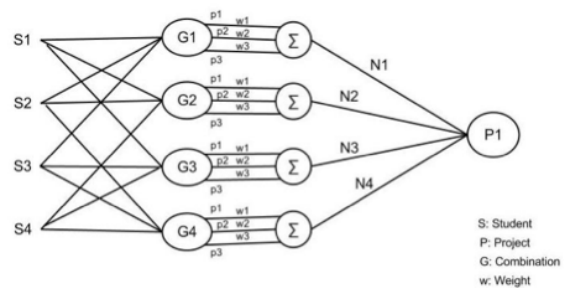 S1
S2
S3
S4
G1
p1
p2
p3
w1
w2
w3
Σ
G2
p1
p2
p3
w1
w2
w3
Σ
G3
p1
p2
p3
w1
w2
w3
Σ
G4
p1
p2
p3
w1
w2
w3
Σ
N1
N2
N3
N4
P1
S: Student
P: Project
G: Combination
w: Weight